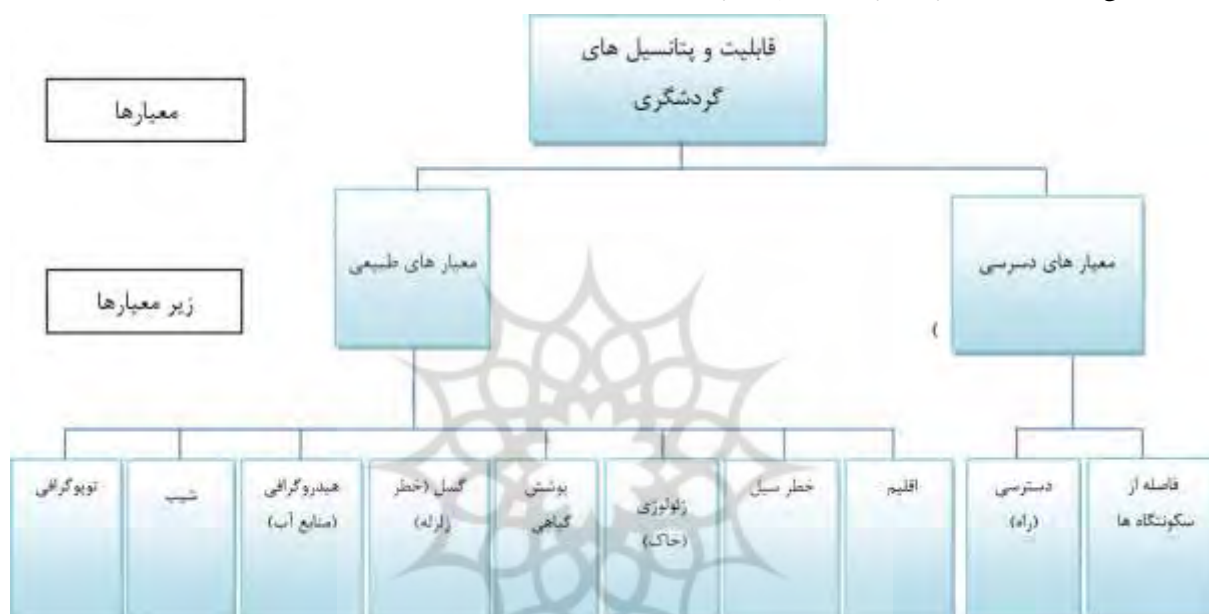 قابلیت و پتانسیل های
گردشگری
معیارها
معیار های دسرسی
معیار های طبیعی
زیر معیارها
)
فاصله از
سکونتگاه ها
دسترسی
(راه)
اقلیم
خطر سیل
ژئولوژی
(خاک)
پوشش
گیاهی
گسل (خطر
زلزله)
هیدروگرافی
(منابع آب)
شیب
توپوگرافی